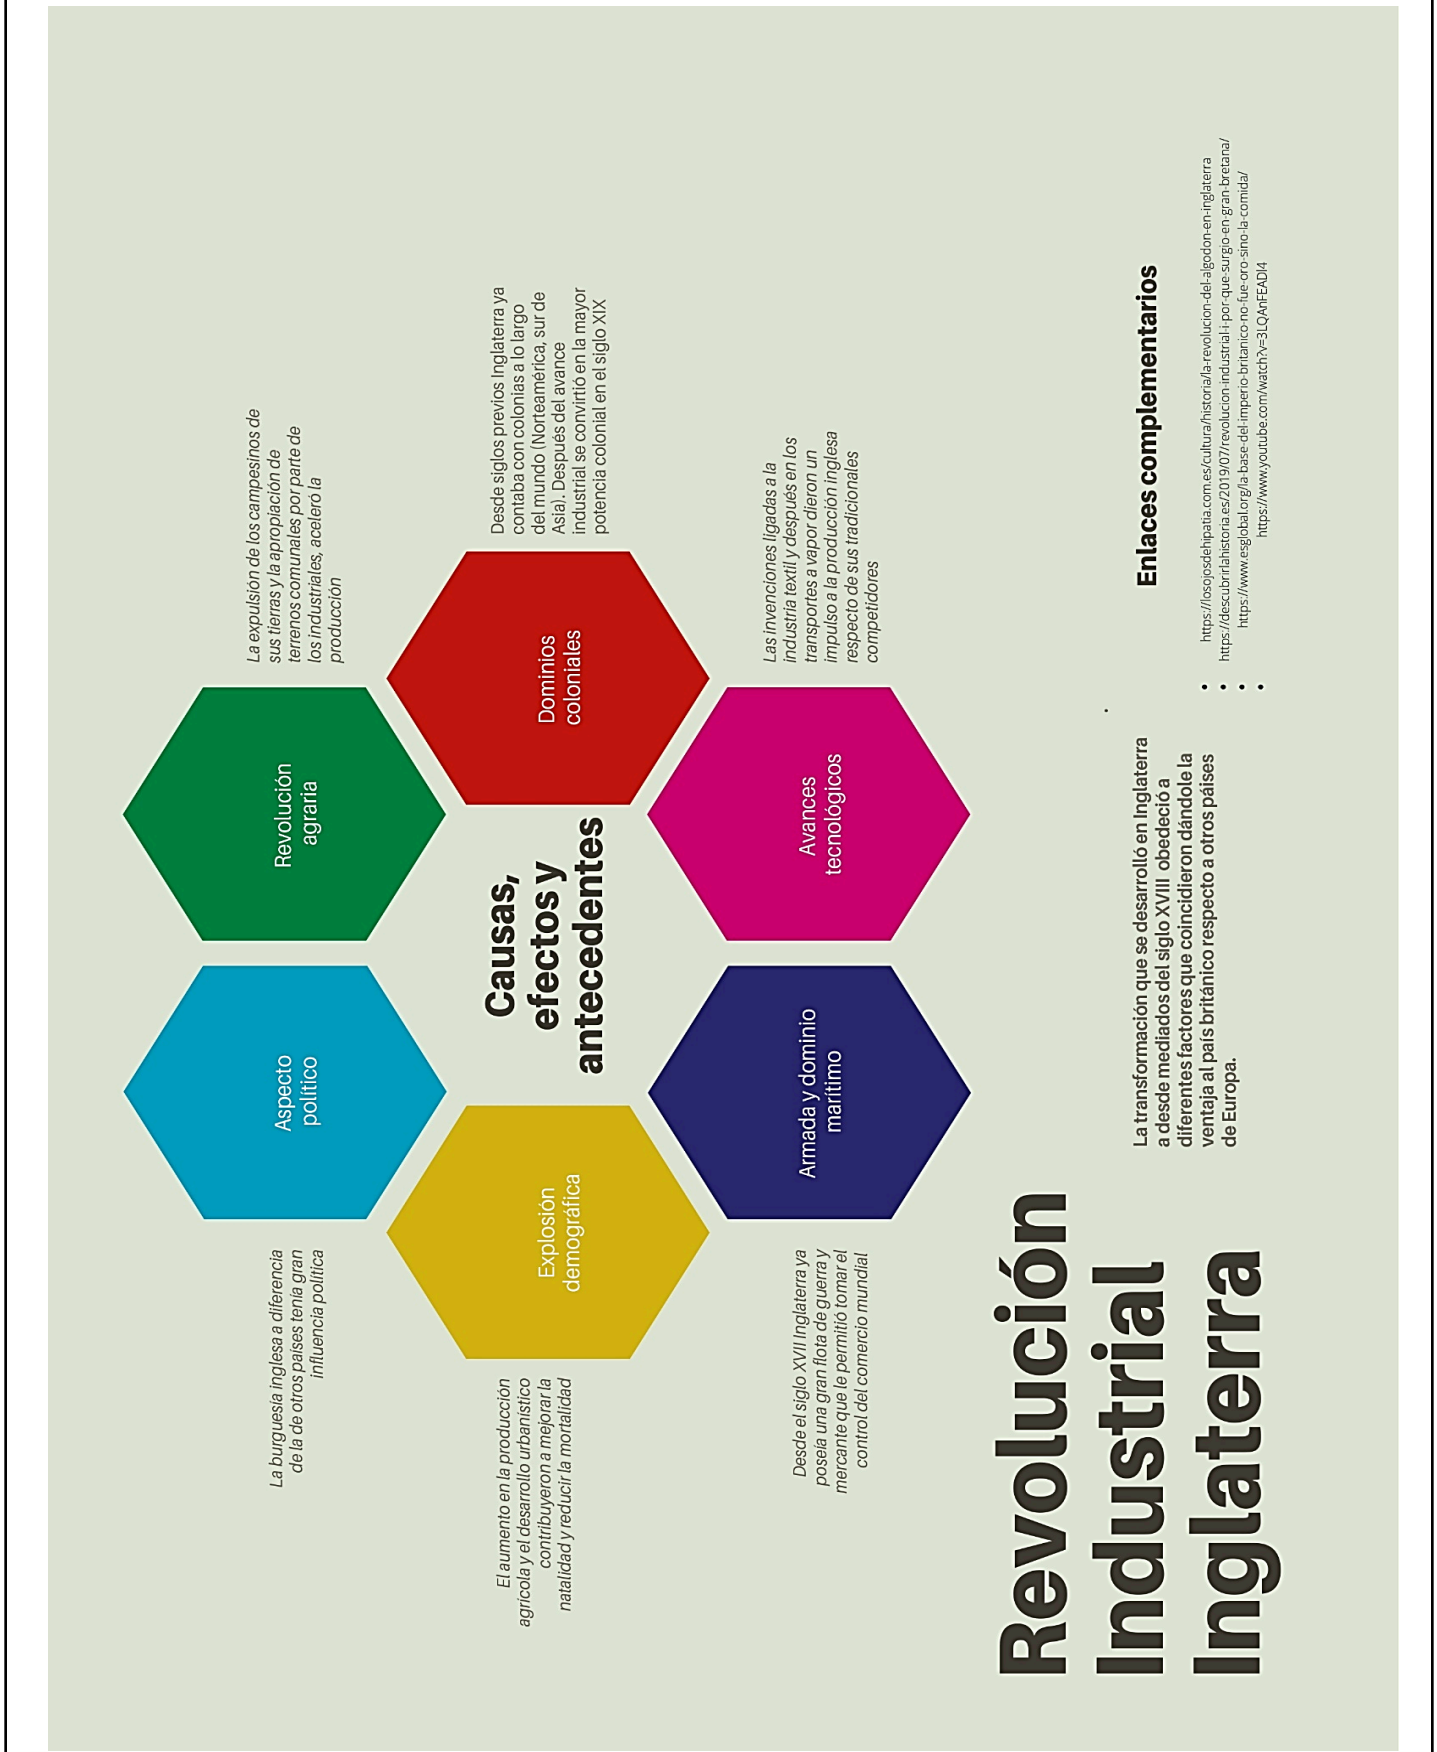 La burguesía inglesa a diferencia
de la de otros países tenía gran
influencia política
Aspecto
político
Revolución
agraria
La expulsión de los campesinos de
sus tierras y la apropiación de
terrenos comunales por parte de
los industriales, aceleró la
producción
El aumento en la producción
agrícola y el desarrollo urbanístico
contribuyeron a mejorar la
natalidad y reducir la mortalidad
Explosión
demográfica
Causas,
efectos y
antecedentes
Dominios
coloniales
Desde siglos previos Inglaterra ya
contaba con colonias a lo largo
del mundo (Norteamérica, sur de
Asia). Después del avance
industrial se convirtió en la mayor
potencia colonial en el siglo XIX
Desde el siglo XVII Inglaterra ya
poseía una gran flota de guerra y
mercante que le permitió tomar el
control del comercio mundial
Armada y dominio
marítimo
Avances
tecnológicos
Las invenciones ligadas a la
industria textil y después en los
transportes a vapor dieron un
impulso a la producción inglesa
respecto de sus tradicionales
competidores
Revolución
Industrial
Inglaterra
La transformación que se desarrolló en Inglaterra
a desde mediados del siglo XVIII obedeció a
diferentes factores que coincidieron dándole la
ventaja al país británico respecto a otros páises
de Europa.
.
Enlaces complementarios
• https://losojosdehipatia.com.es/cultura/historia/la-revolucion-del-algodon-en-inglaterra
• https://descubrirlahistoria.es/2019/07/revolucion-industrial-i-por-que-surgio-en-gran-bretana/
• https://www.esglobal.org/la-base-del-imperio-britanico-no-fue-oro-sino-la-comida/
• https://www.youtube.com/watch?v=3LQAnFEADl4